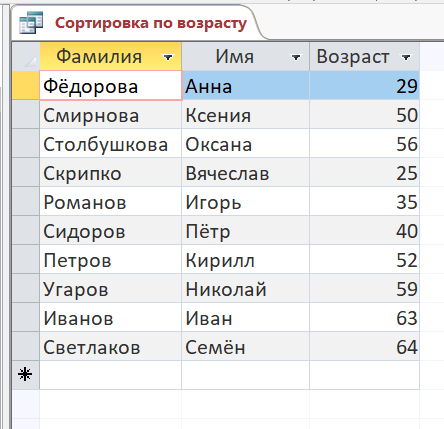 Сортировка по возрасту
Фамилия Имя Возраст
Фёдорова Анна 29
Смирнова Ксения 50
Столбушкова Оксана 56
Скрипко Вячеслав 25
Романов Игорь 35
Сидоров Пётр 40
Петров Кирилл 52
Угаров Николай 59
Иванов Иван 63
Светлаков Семён 64